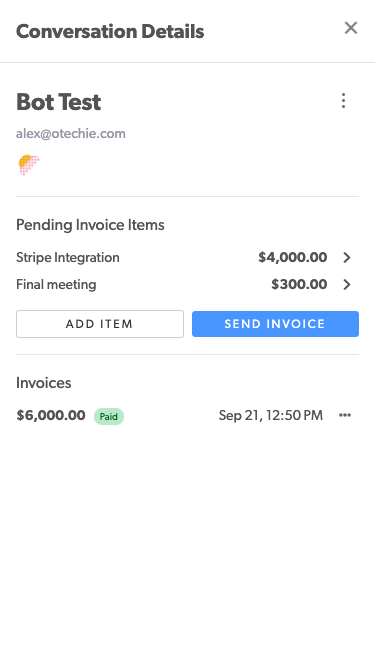 Conversation Details
Bot Test
alex@otechie.com
Pending Invoice Items
Stripe Integration $4,000.00
Final meeting $300.00
ADD ITEM SEND INVOICE
Invoices
$6,000.00 Paid Sep 21, 12:50 PM